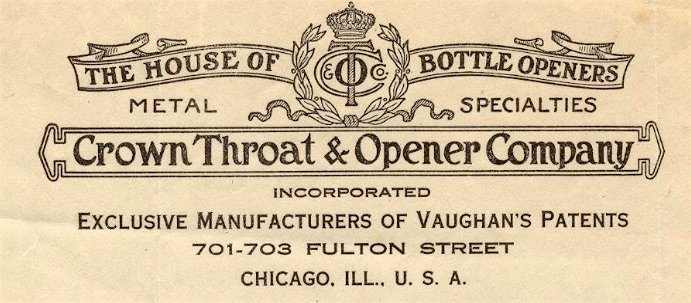 THE HOUSE OF BOTTLE OPENERS
C T & O Co.
METAL SPECIALTIES
Crown Throat & Opener Company
INCORPORATED
EXCLUSIVE MANUFACTURERS OF VAUGHAN'S PATENTS
701-703 FULTON STREET
CHICAGO, ILL., U. S. A.